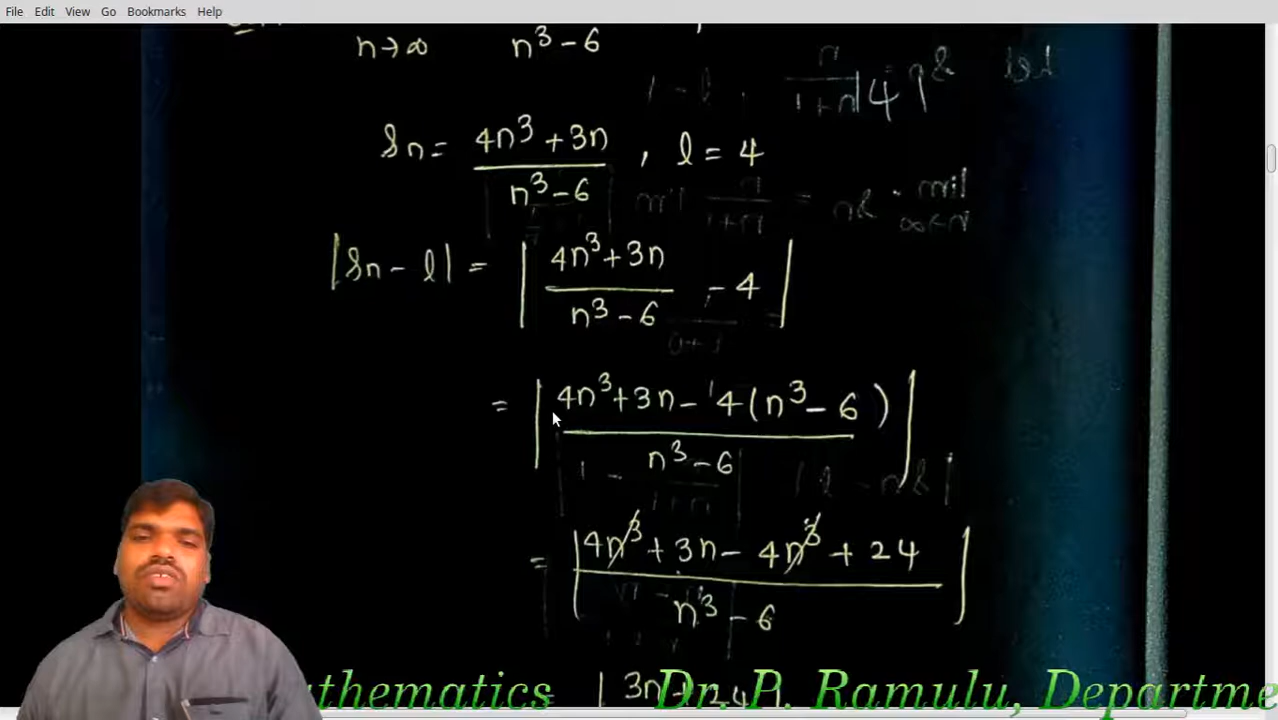 File Edit View Go Bookmarks Help
n→∞ n³-6
Sn = 4n³+3n / n³-6 , l = 4
|Sn - l| = | 4n³+3n / n³-6 - 4 |
= | 4n³+3n - 4(n³-6) / n³-6 |
= | 4n³+3n - 4n³+24 / n³-6 |
| 3n+24 |
thematics Dr. P. Ramulu, Departme